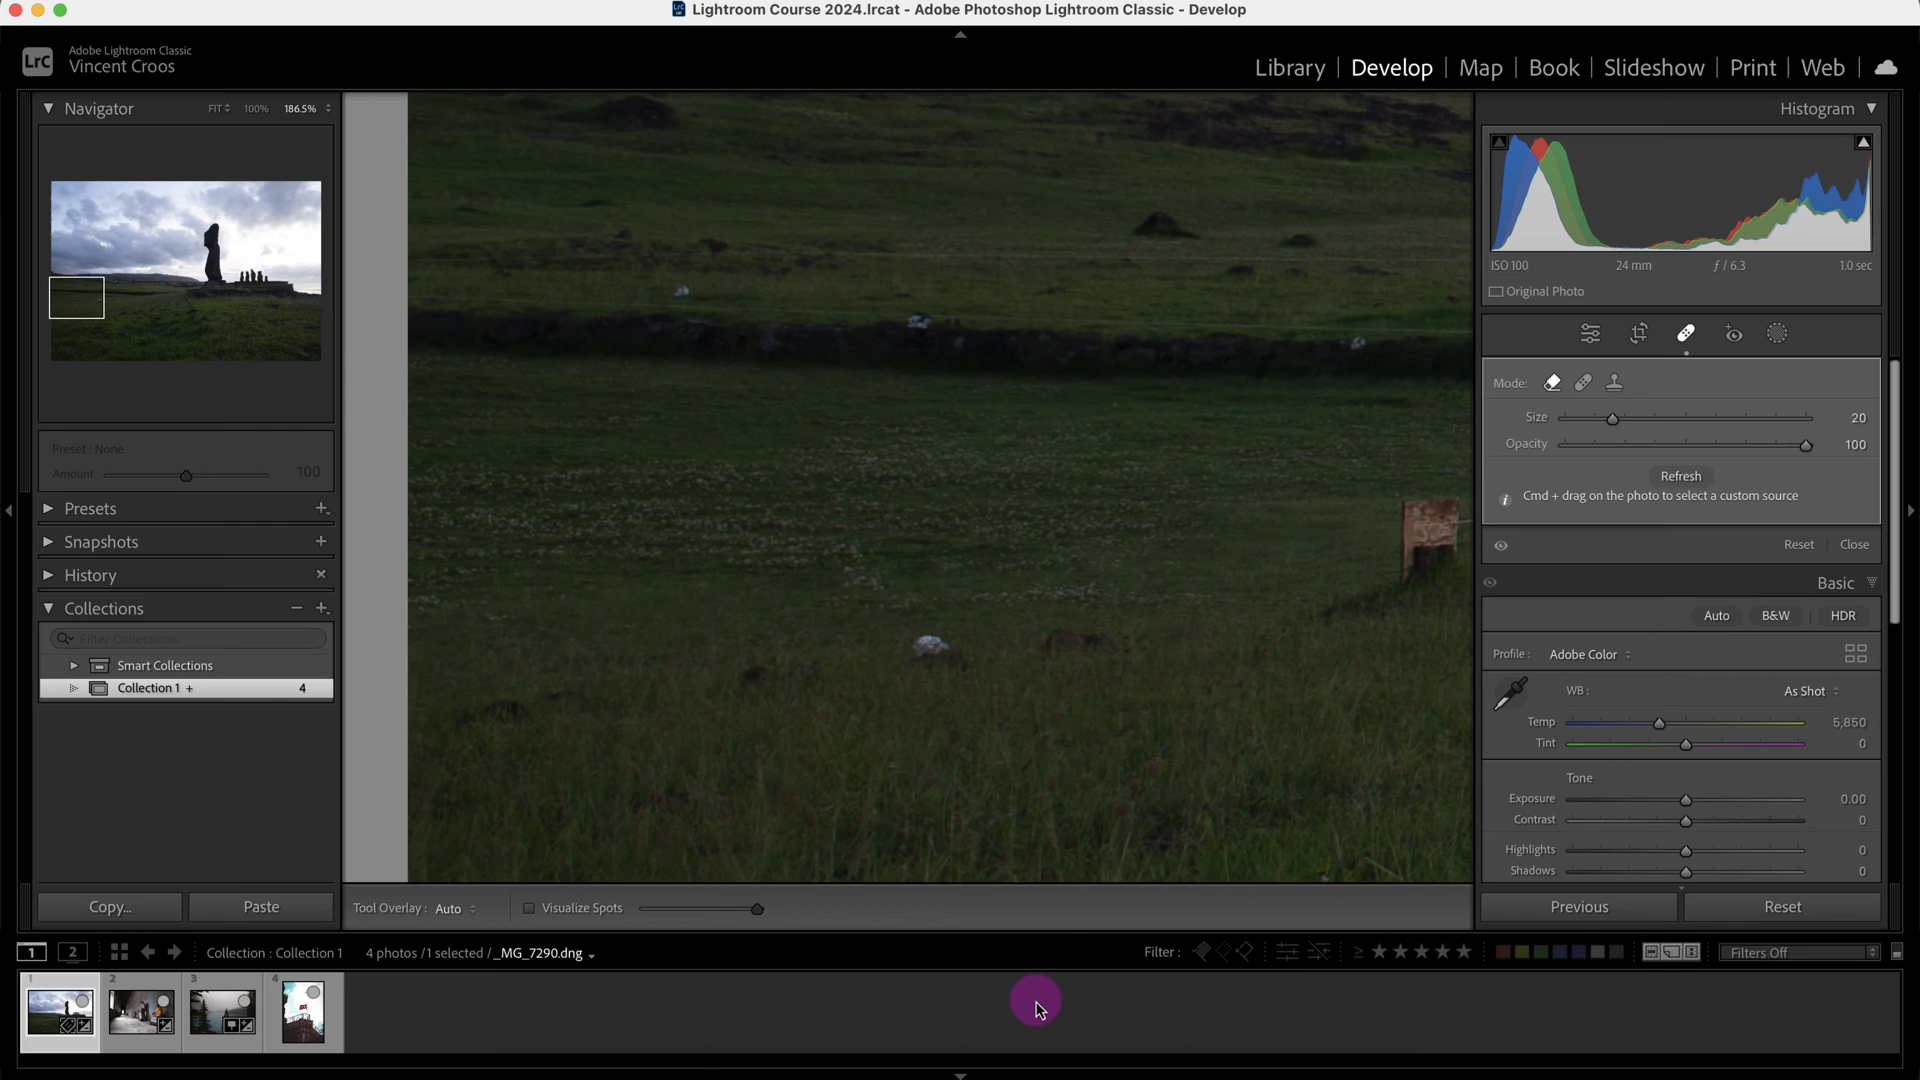 Lightroom Course 2024.lrcat - Adobe Photoshop Lightroom Classic - Develop
LrC
Adobe Lightroom Classic
Vincent Croos
Library | Develop | Map | Book | Slideshow | Print | Web
Navigator FIT 100% 186.5%
Histogram
ISO 100 24 mm ƒ / 6.3 1.0 sec
Original Photo
Mode:
Size 20
Opacity 100
Refresh
Cmd + drag on the photo to select a custom source
Reset Close
Preset : None
Amount 100
Presets
Snapshots
History
Collections
Filter Collections
Smart Collections
Collection 1 + 4
Basic
Auto B&W HDR
Profile : Adobe Color
WB : As Shot
Temp 5,850
Tint 0
Tone
Exposure 0.00
Contrast 0
Highlights 0
Shadows 0
Copy... Paste
Tool Overlay : Auto Visualize Spots
Previous Reset
1 2 Collection : Collection 1 4 photos /1 selected / _MG_7290.dng
Filter : Filters Off
1 2 3 4